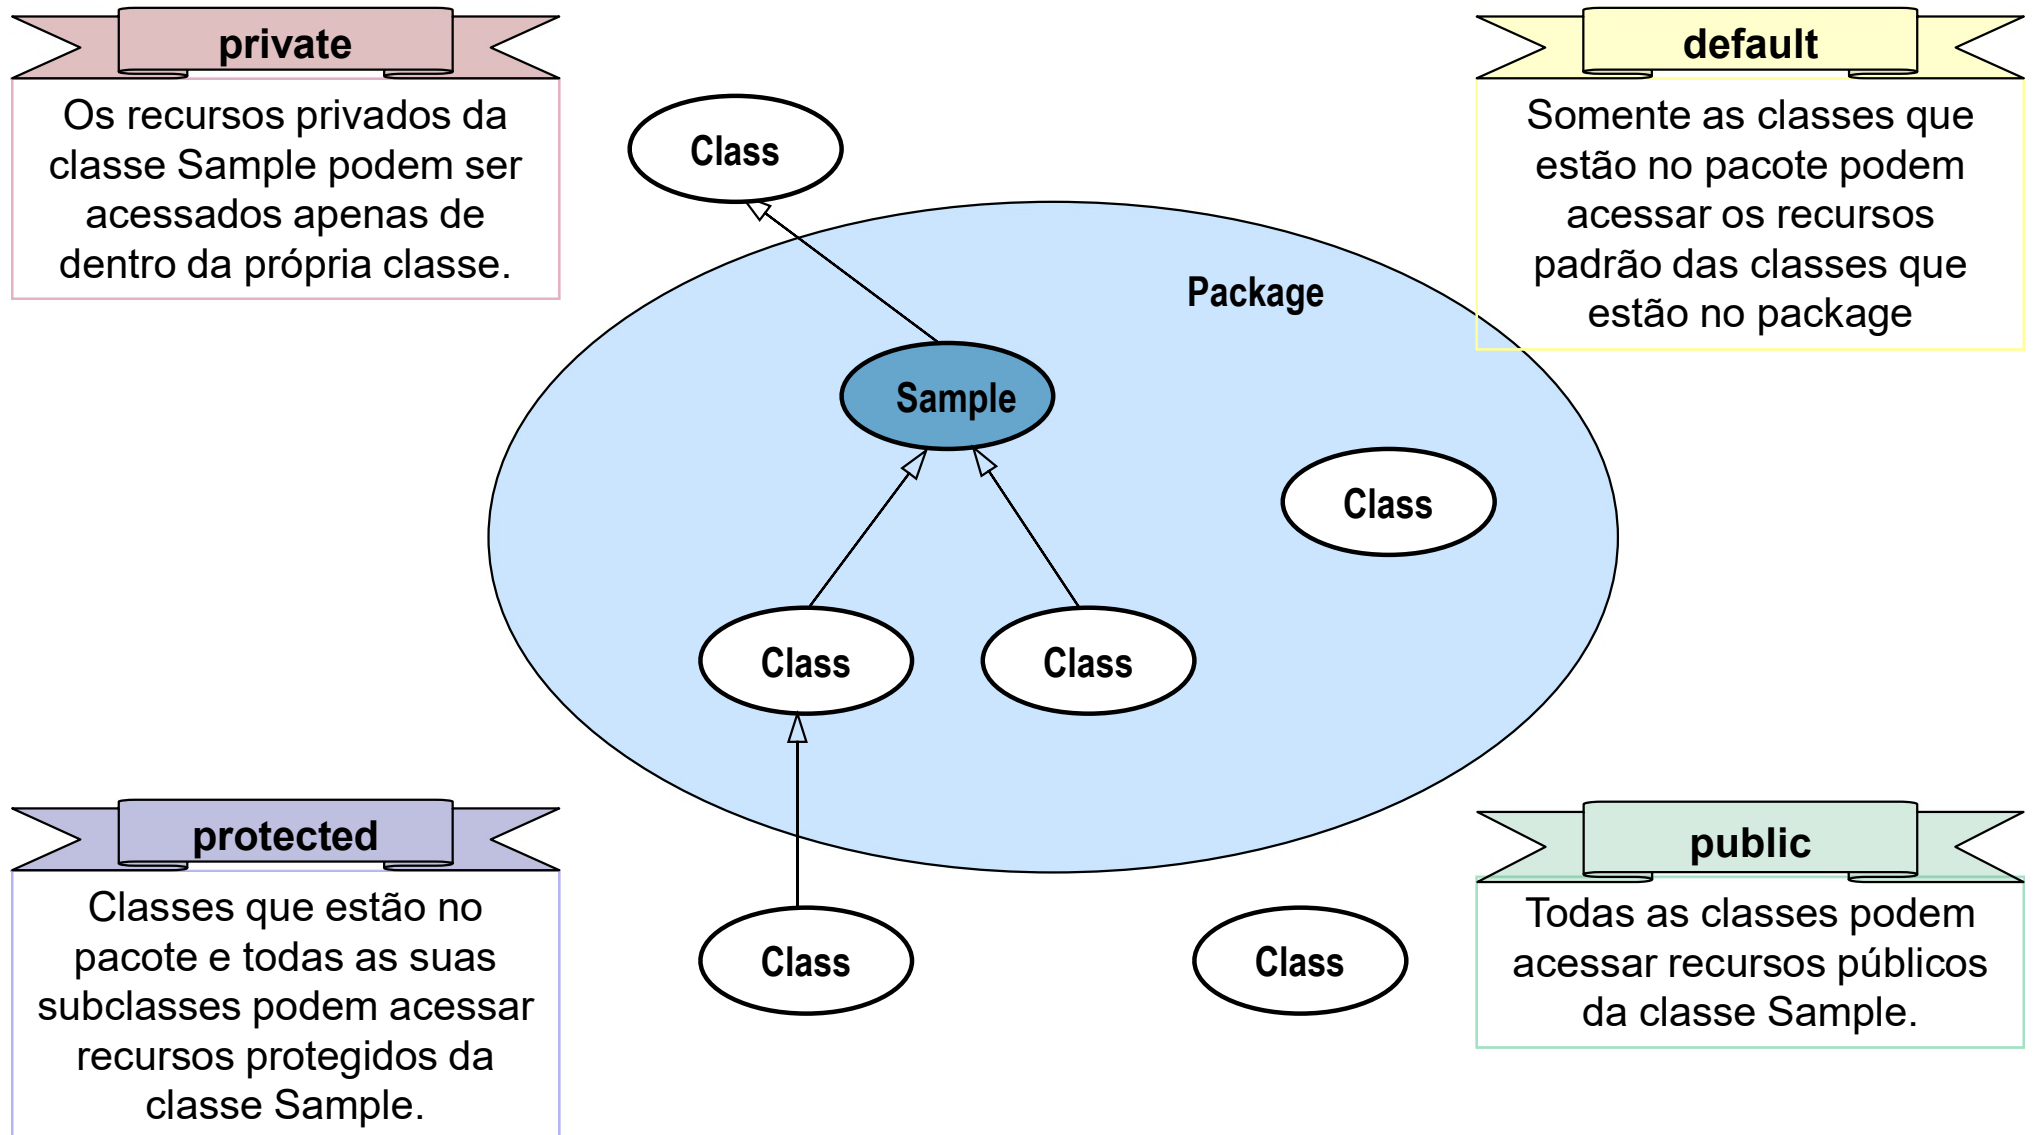 private
Os recursos privados da
classe Sample podem ser
acessados apenas de
dentro da própria classe.
default
Somente as classes que
estão no pacote podem
acessar os recursos
padrão das classes que
estão no package
Class
Package
Sample
Class
Class
Class
Class
Class
protected
Classes que estão no
pacote e todas as suas
subclasses podem acessar
recursos protegidos da
classe Sample.
public
Todas as classes podem
acessar recursos públicos
da classe Sample.